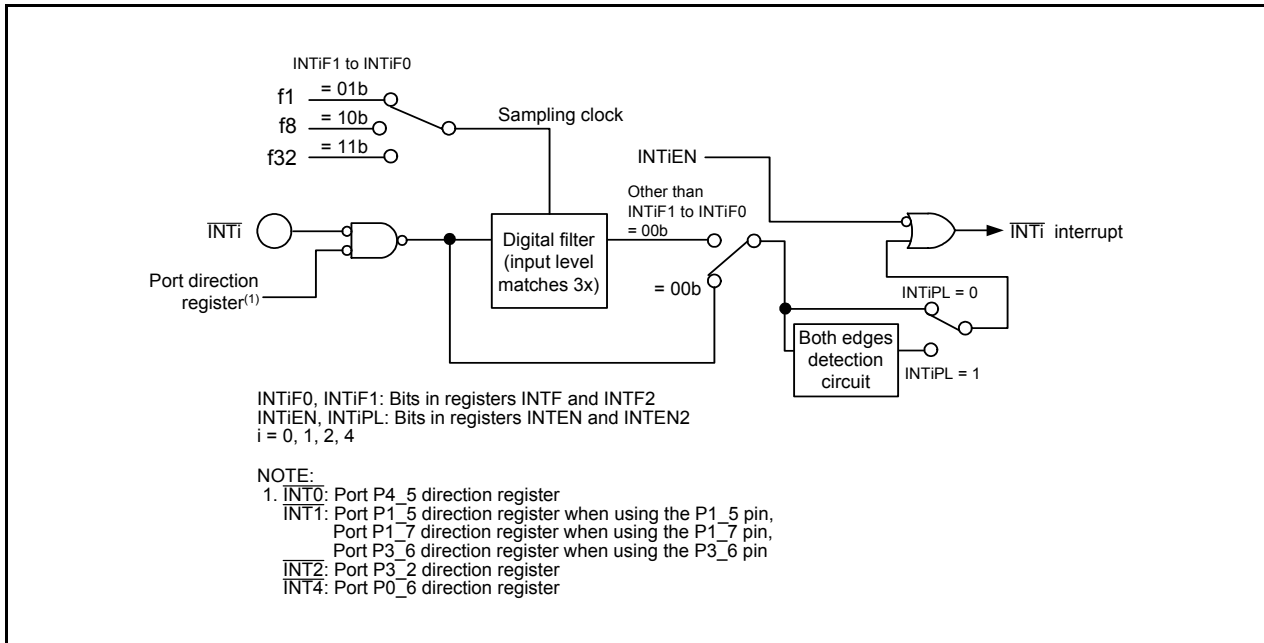 INTiF1 to INTiF0
f1
= 01b
f8
= 10b
f32
= 11b
Sampling clock
INTiEN
Other than
INTiF1 to INTiF0
= 00b
INTi
Digital filter
(input level
matches 3x)
INTi interrupt
Port direction
register(1)
= 00b
INTiPL = 0
Both edges
detection
circuit
INTiPL = 1
INTiF0, INTiF1: Bits in registers INTF and INTF2
INTiEN, INTiPL: Bits in registers INTEN and INTEN2
i = 0, 1, 2, 4
NOTE:
1. INT0: Port P4_5 direction register
INT1: Port P1_5 direction register when using the P1_5 pin,
Port P1_7 direction register when using the P1_7 pin,
Port P3_6 direction register when using the P3_6 pin
INT2: Port P3_2 direction register
INT4: Port P0_6 direction register